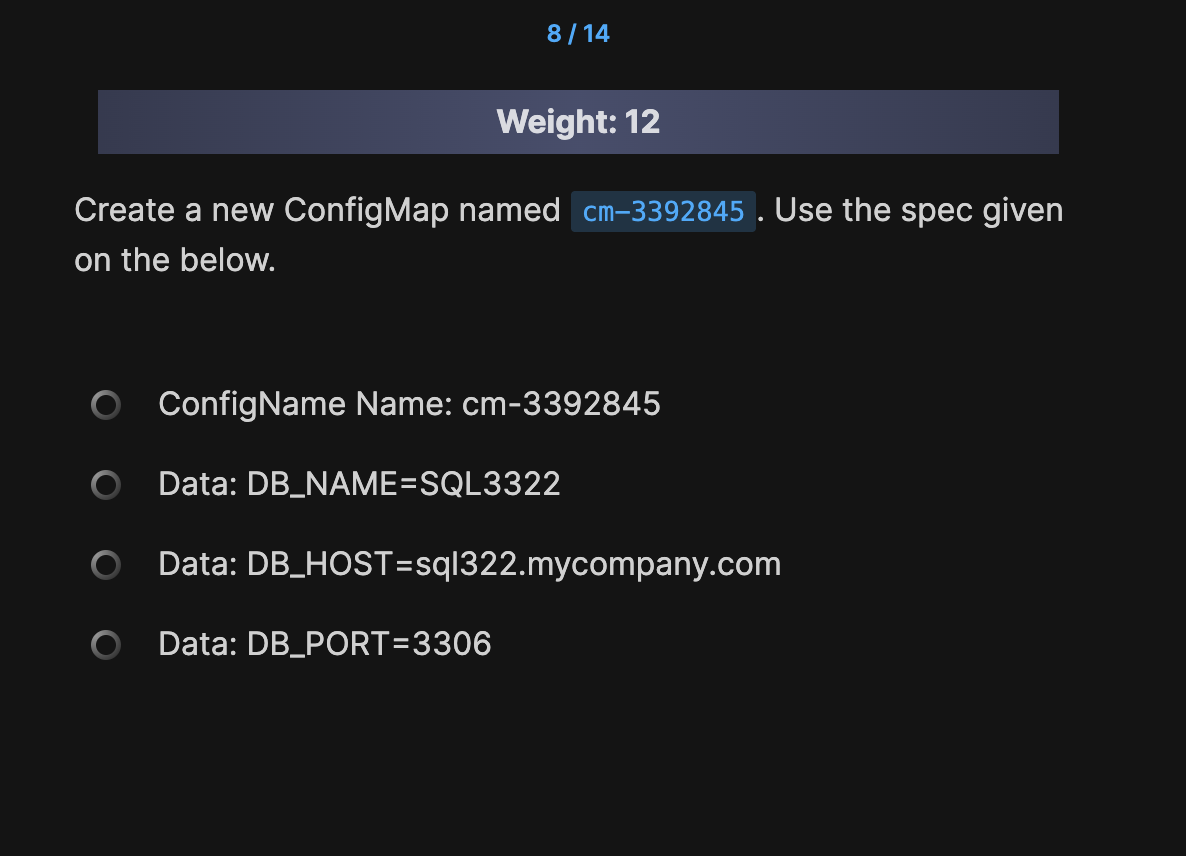 8 / 14
Weight: 12
Create a new ConfigMap named cm-3392845 . Use the spec given
on the below.
ConfigName Name: cm-3392845
Data: DB_NAME=SQL3322
Data: DB_HOST=sql322.mycompany.com
Data: DB_PORT=3306